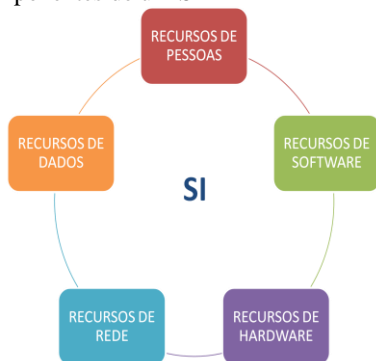 RECURSOS DE
PESSOAS
RECURSOS DE
DADOS
RECURSOS DE
SOFTWARE
SI
RECURSOS DE
REDE
RECURSOS DE
HARDWARE